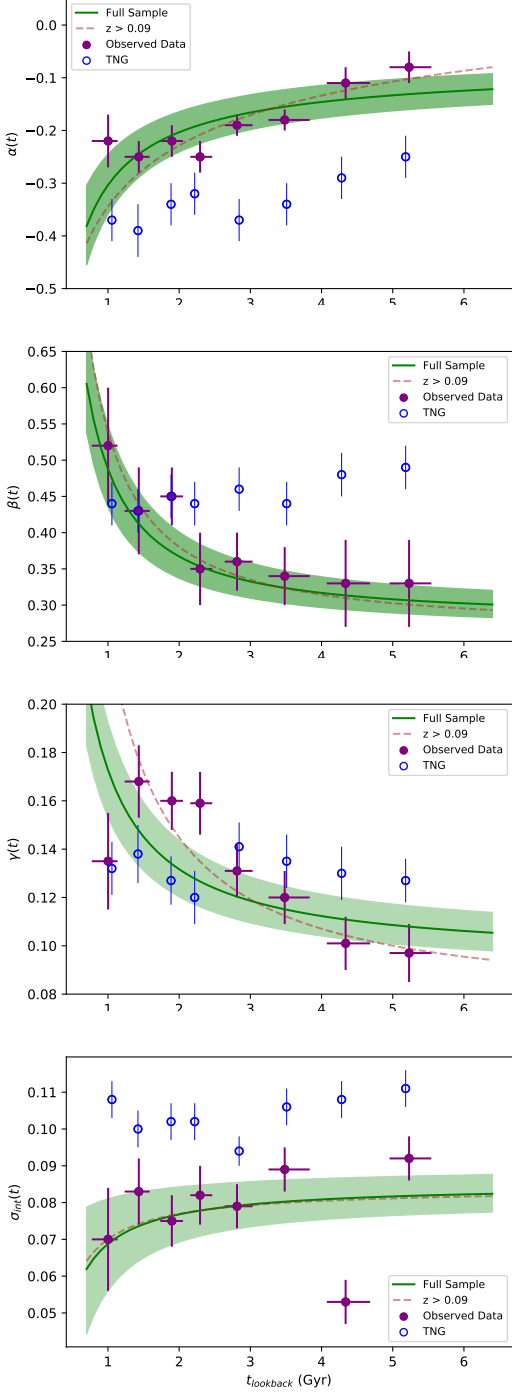 Full Sample
z > 0.09
Observed Data
TNG
0.0
−0.1
−0.2
−0.3
−0.4
−0.5
α(t)
1 2 3 4 5 6
0.65
0.60
0.55
0.50
0.45
0.40
0.35
0.30
0.25
β(t)
Full Sample
z > 0.09
Observed Data
TNG
1 2 3 4 5 6
0.20
0.18
0.16
0.14
0.12
0.10
0.08
γ(t)
Full Sample
z > 0.09
Observed Data
TNG
1 2 3 4 5 6
0.11
0.10
0.09
0.08
0.07
0.06
0.05
σint(t)
Full Sample
z > 0.09
Observed Data
TNG
1 2 3 4 5 6
tlookback (Gyr)